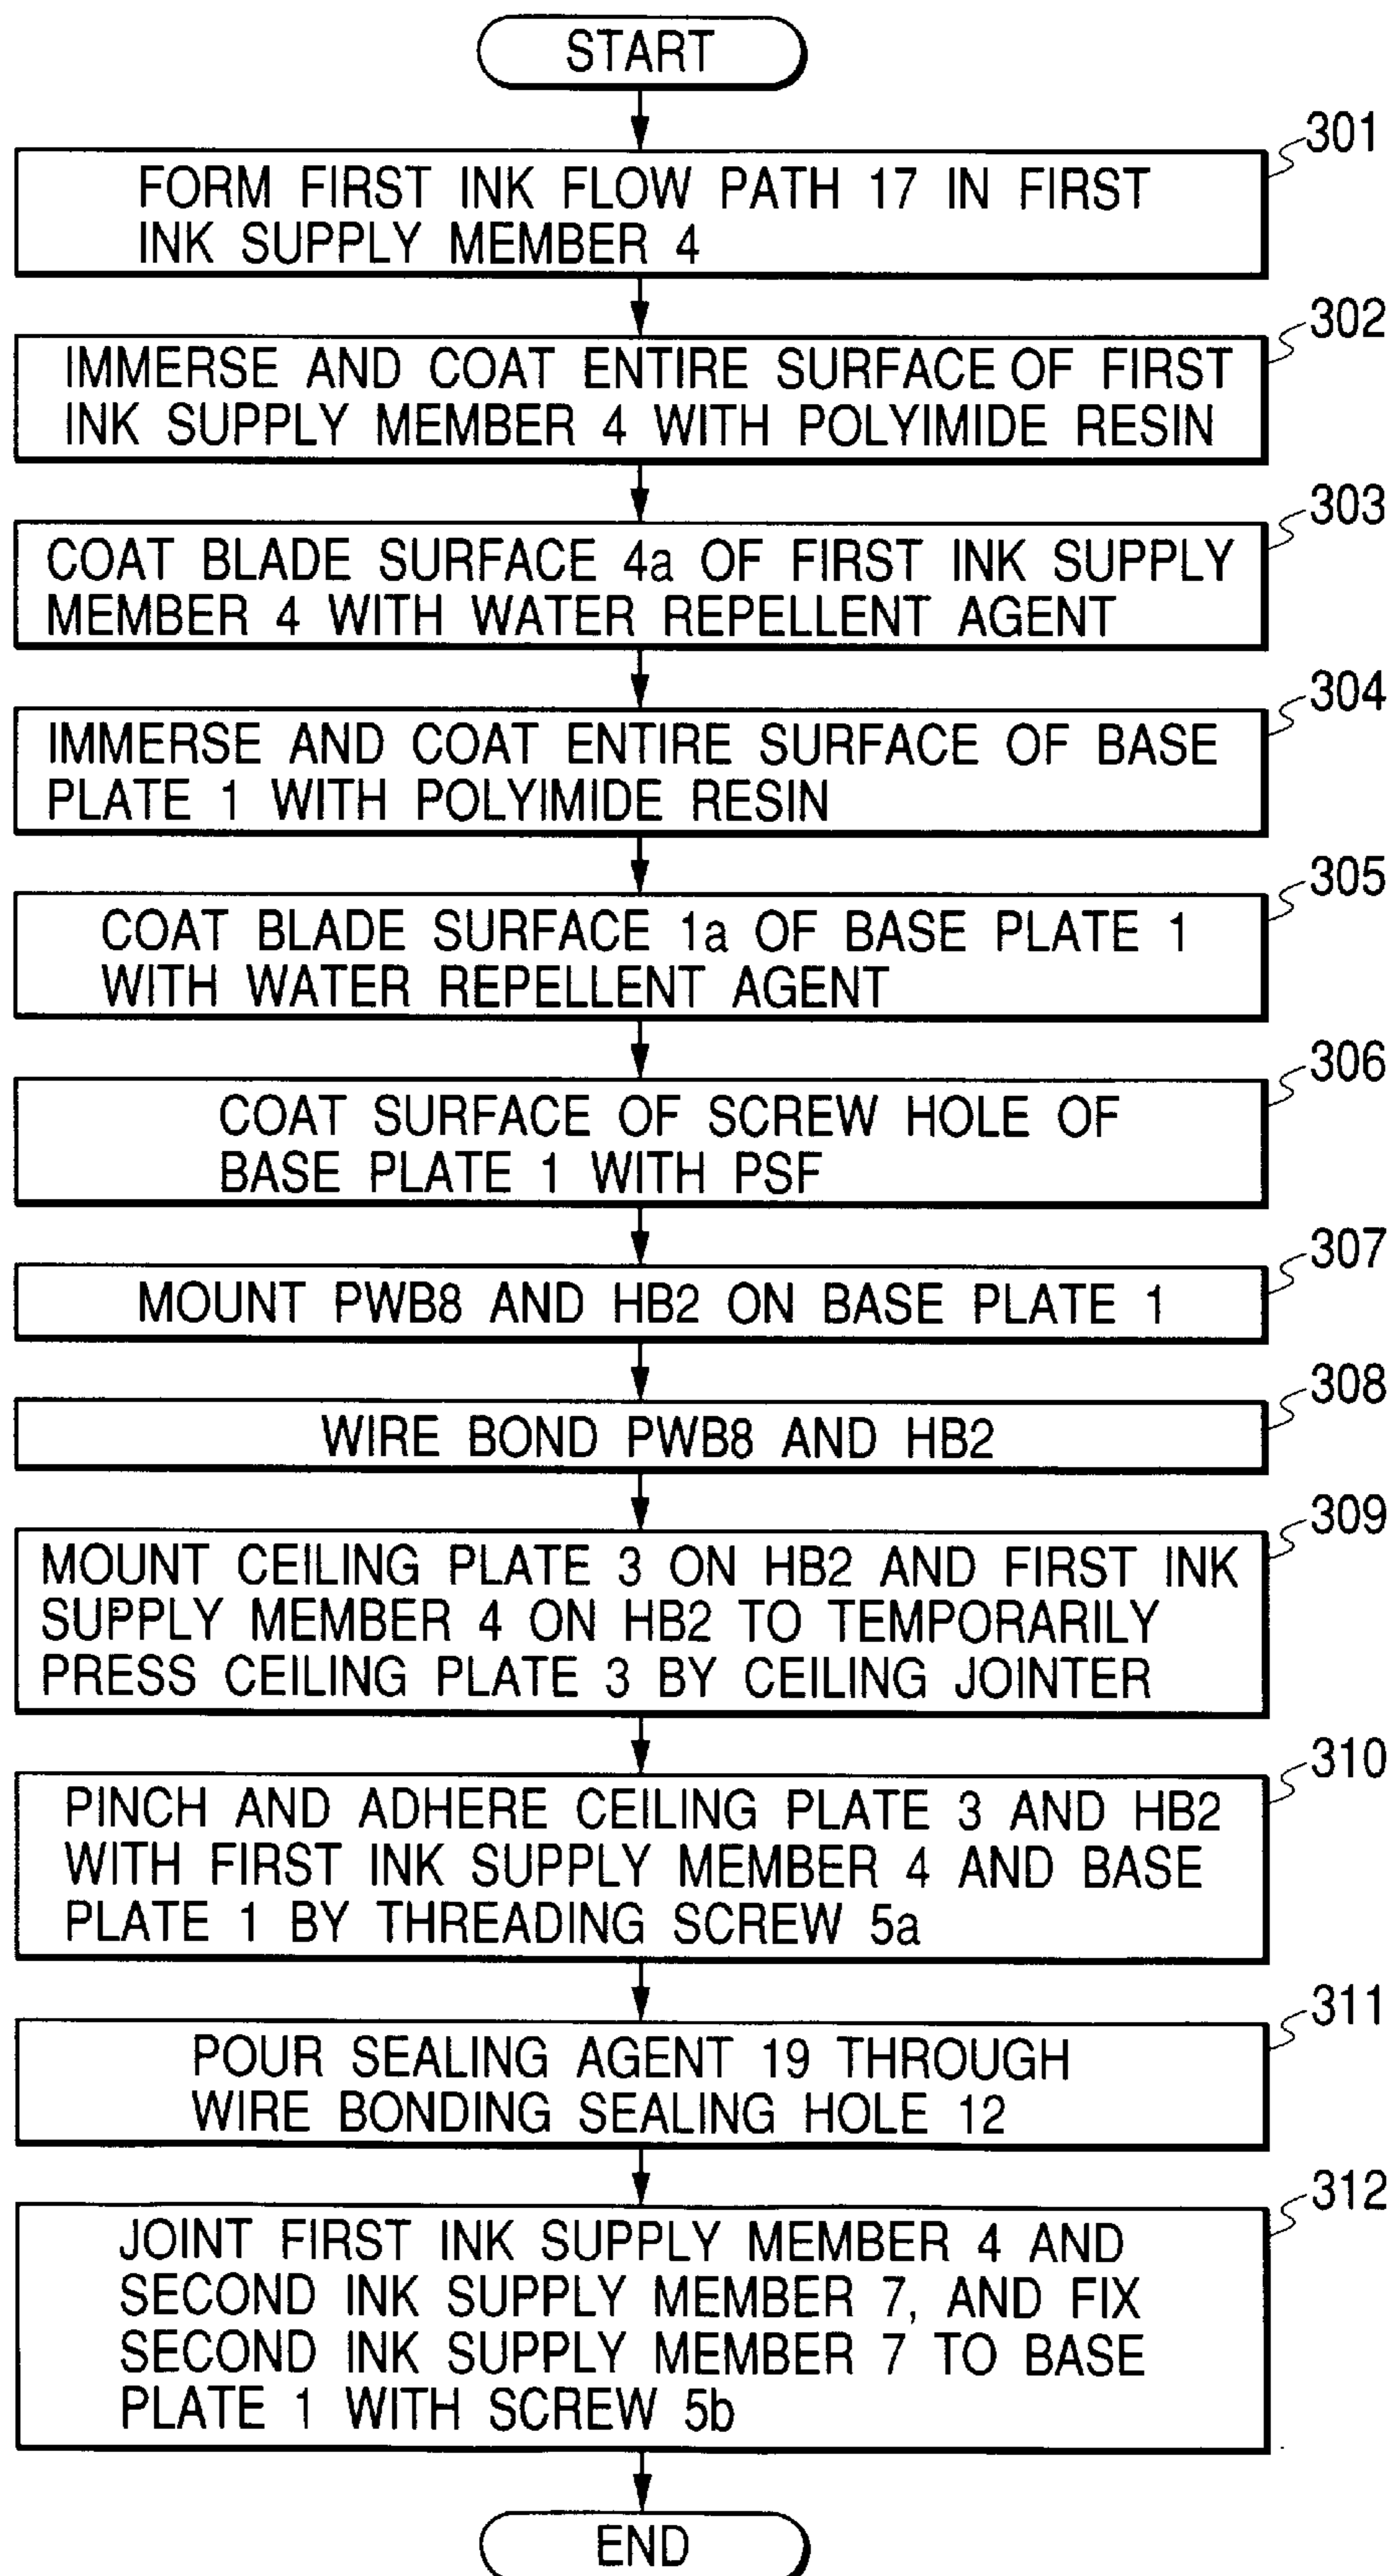 START
301
FORM FIRST INK FLOW PATH 17 IN FIRST
INK SUPPLY MEMBER 4
302
IMMERSE AND COAT ENTIRE SURFACE OF FIRST
INK SUPPLY MEMBER 4 WITH POLYIMIDE RESIN
303
COAT BLADE SURFACE 4a OF FIRST INK SUPPLY
MEMBER 4 WITH WATER REPELLENT AGENT
304
IMMERSE AND COAT ENTIRE SURFACE OF BASE
PLATE 1 WITH POLYIMIDE RESIN
305
COAT BLADE SURFACE 1a OF BASE PLATE 1
WITH WATER REPELLENT AGENT
306
COAT SURFACE OF SCREW HOLE OF
BASE PLATE 1 WITH PSF
307
MOUNT PWB8 AND HB2 ON BASE PLATE 1
308
WIRE BOND PWB8 AND HB2
309
MOUNT CEILING PLATE 3 ON HB2 AND FIRST INK
SUPPLY MEMBER 4 ON HB2 TO TEMPORARILY
PRESS CEILING PLATE 3 BY CEILING JOINTER
310
PINCH AND ADHERE CEILING PLATE 3 AND HB2
WITH FIRST INK SUPPLY MEMBER 4 AND BASE
PLATE 1 BY THREADING SCREW 5a
311
POUR SEALING AGENT 19 THROUGH
WIRE BONDING SEALING HOLE 12
312
JOINT FIRST INK SUPPLY MEMBER 4 AND
SECOND INK SUPPLY MEMBER 7, AND FIX
SECOND INK SUPPLY MEMBER 7 TO BASE
PLATE 1 WITH SCREW 5b
END